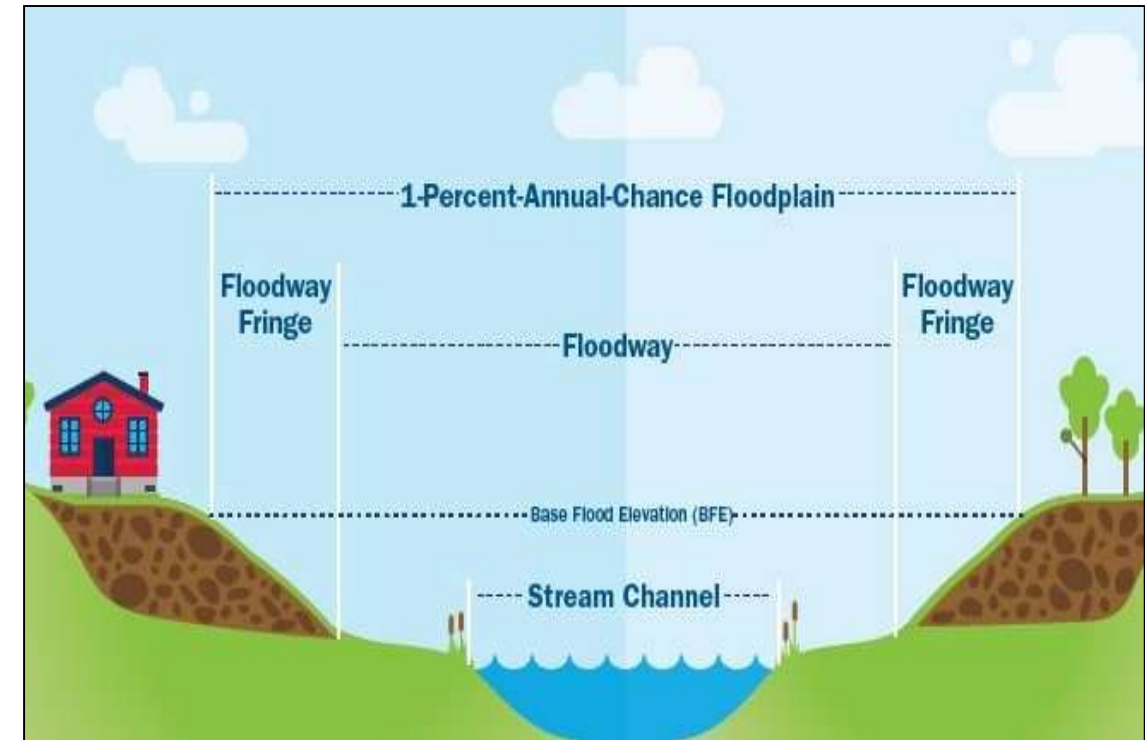 1-Percent-Annual-Chance Floodplain
Floodway
Fringe
Floodway
Fringe
Floodway
Base Flood Elevation (BFE)
Stream Channel